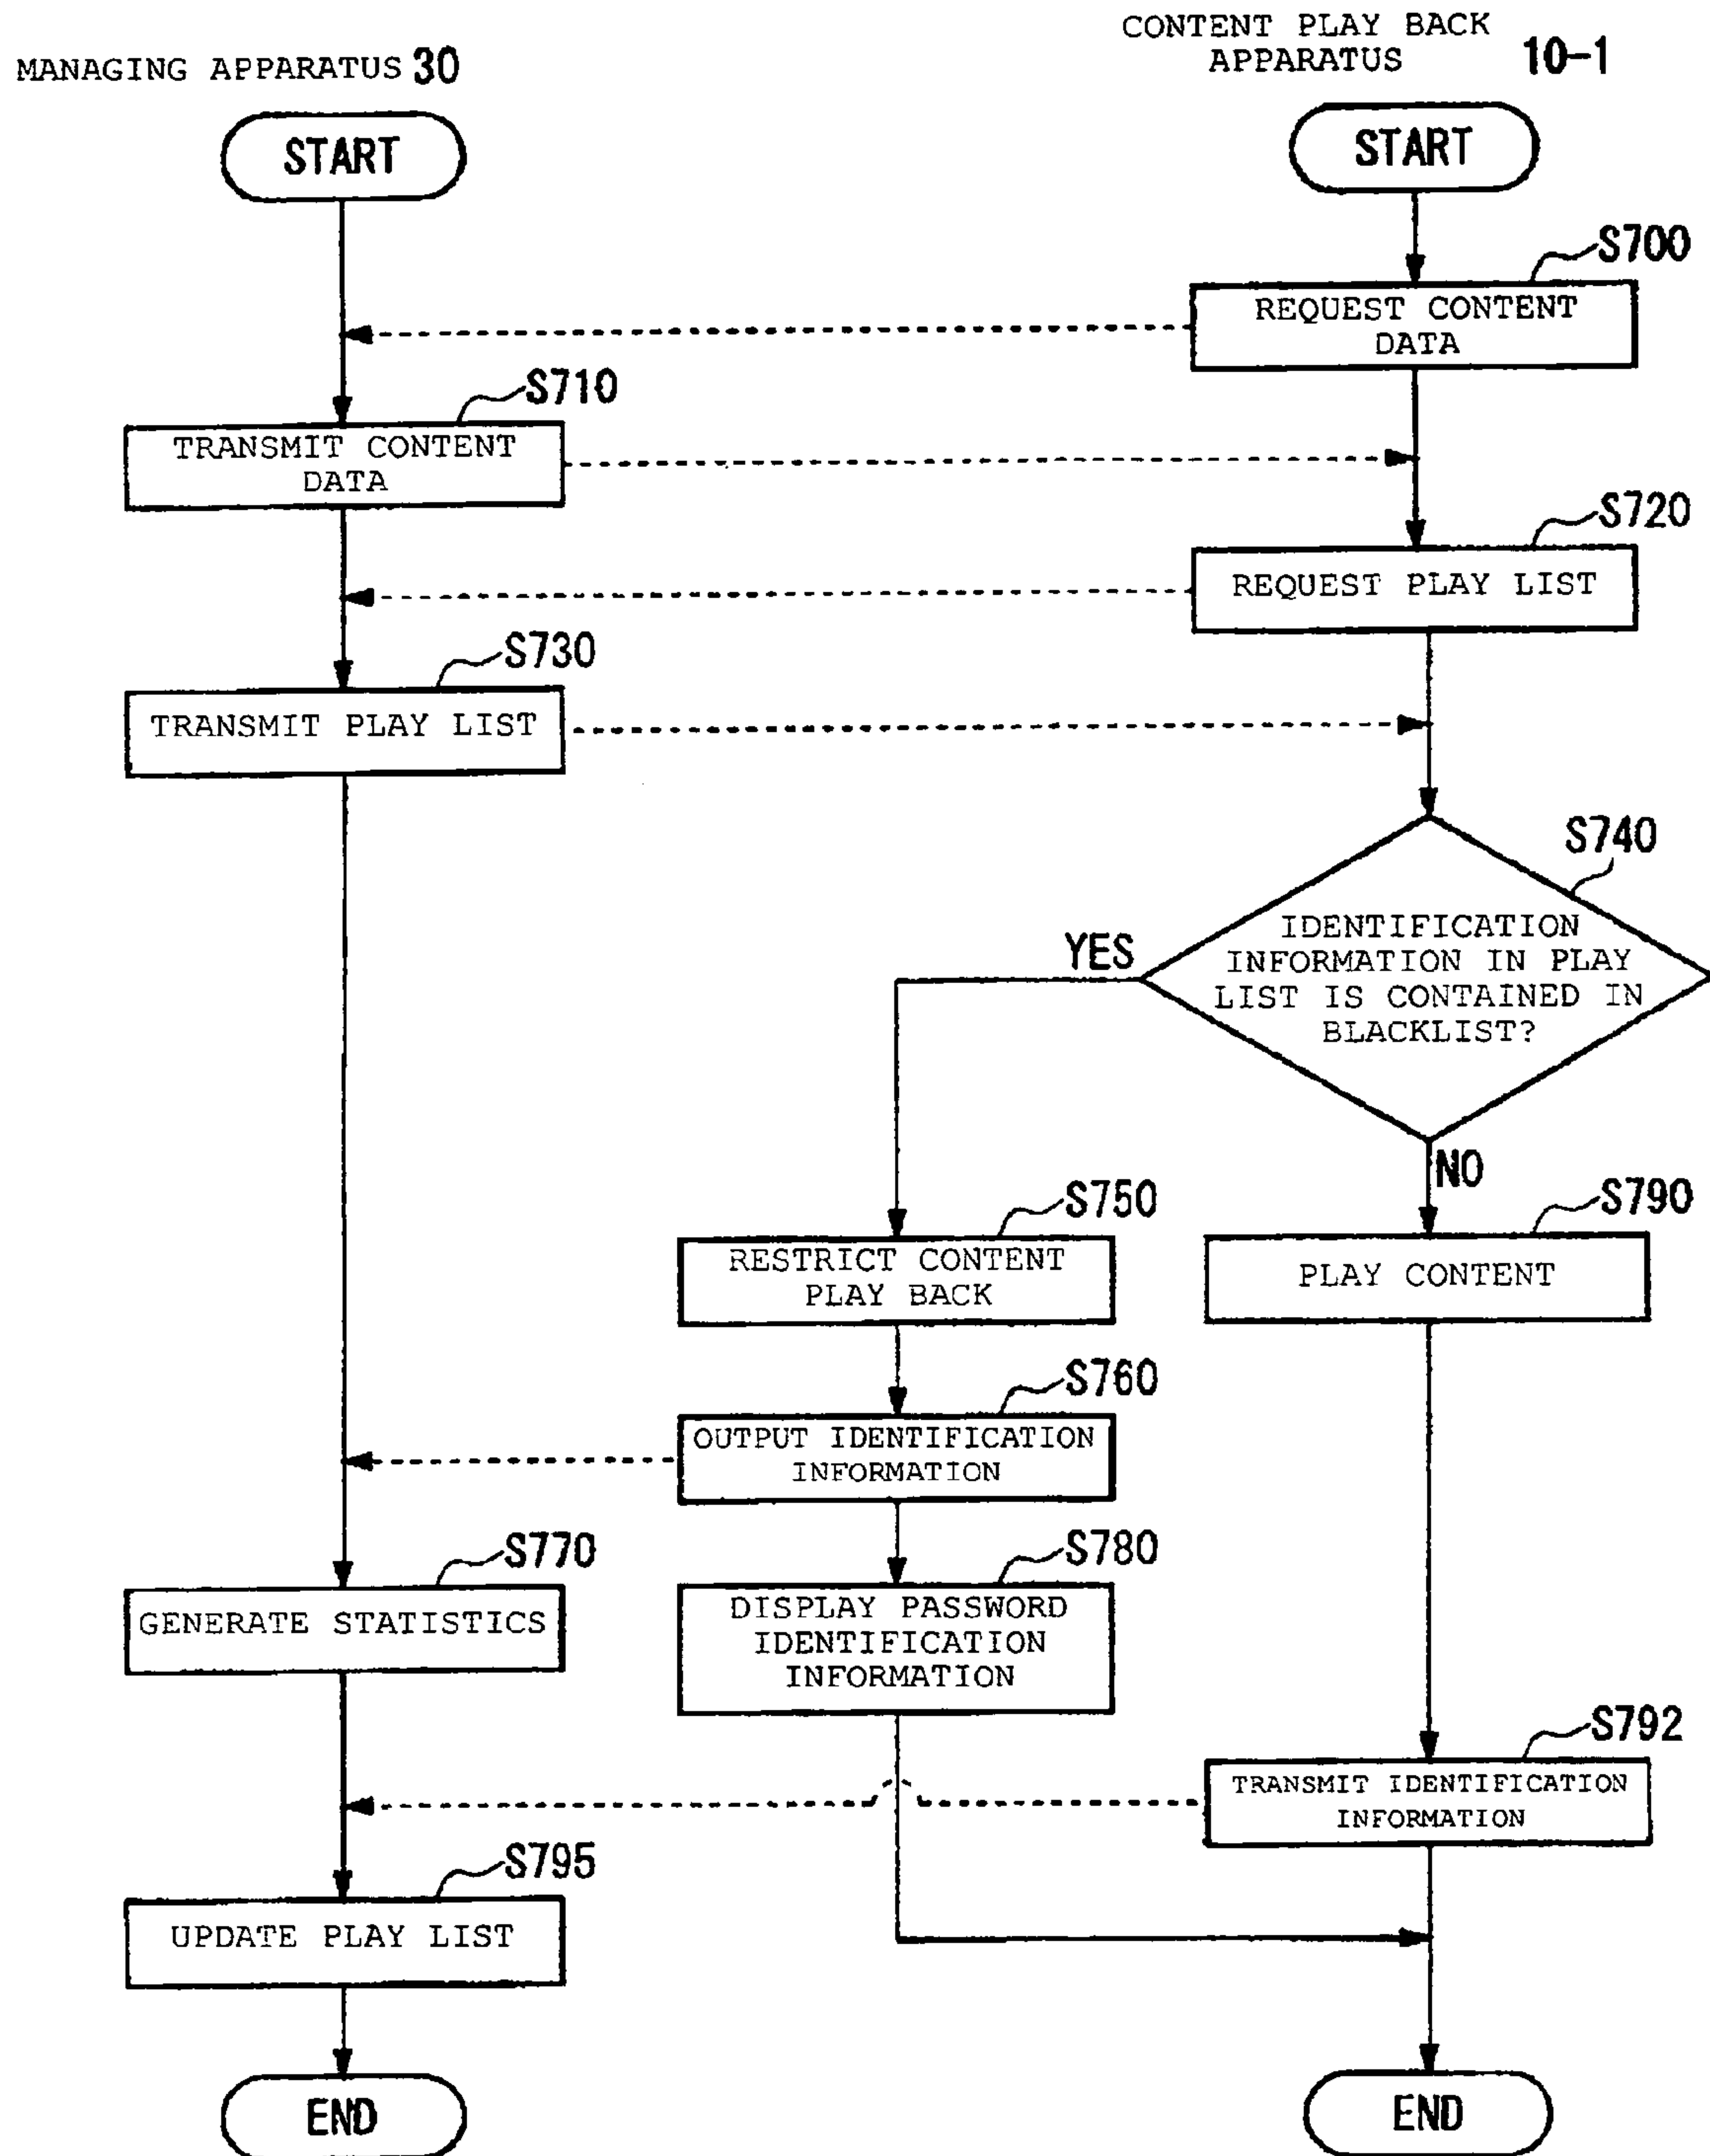 MANAGING APPARATUS 30
CONTENT PLAY BACK
APPARATUS 10-1
START
START
S700
REQUEST CONTENT
DATA
S710
TRANSMIT CONTENT
DATA
S720
REQUEST PLAY LIST
S730
TRANSMIT PLAY LIST
S740
IDENTIFICATION
INFORMATION IN PLAY
LIST IS CONTAINED IN
BLACKLIST?
YES
NO
S750
RESTRICT CONTENT
PLAY BACK
S790
PLAY CONTENT
S760
OUTPUT IDENTIFICATION
INFORMATION
S770
GENERATE STATISTICS
S780
DISPLAY PASSWORD
IDENTIFICATION
INFORMATION
S792
TRANSMIT IDENTIFICATION
INFORMATION
S795
UPDATE PLAY LIST
END
END